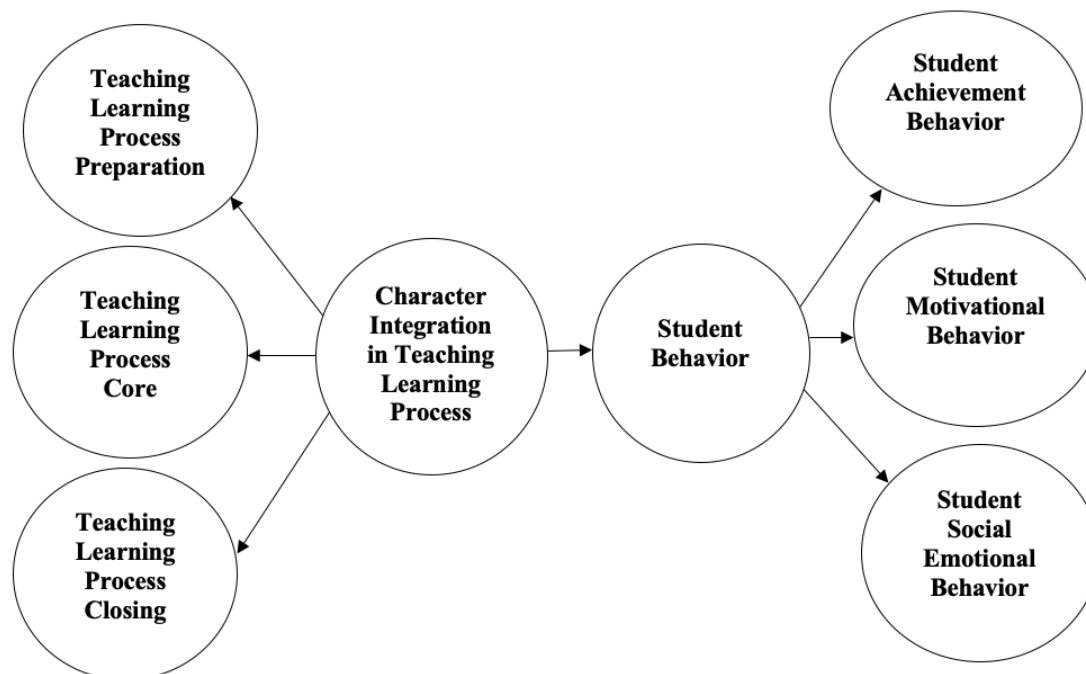 Teaching
Learning
Process
Preparation
Teaching
Learning
Process
Core
Teaching
Learning
Process
Closing
Character
Integration
in Teaching
Learning
Process
Student
Behavior
Student
Achievement
Behavior
Student
Motivational
Behavior
Student
Social
Emotional
Behavior